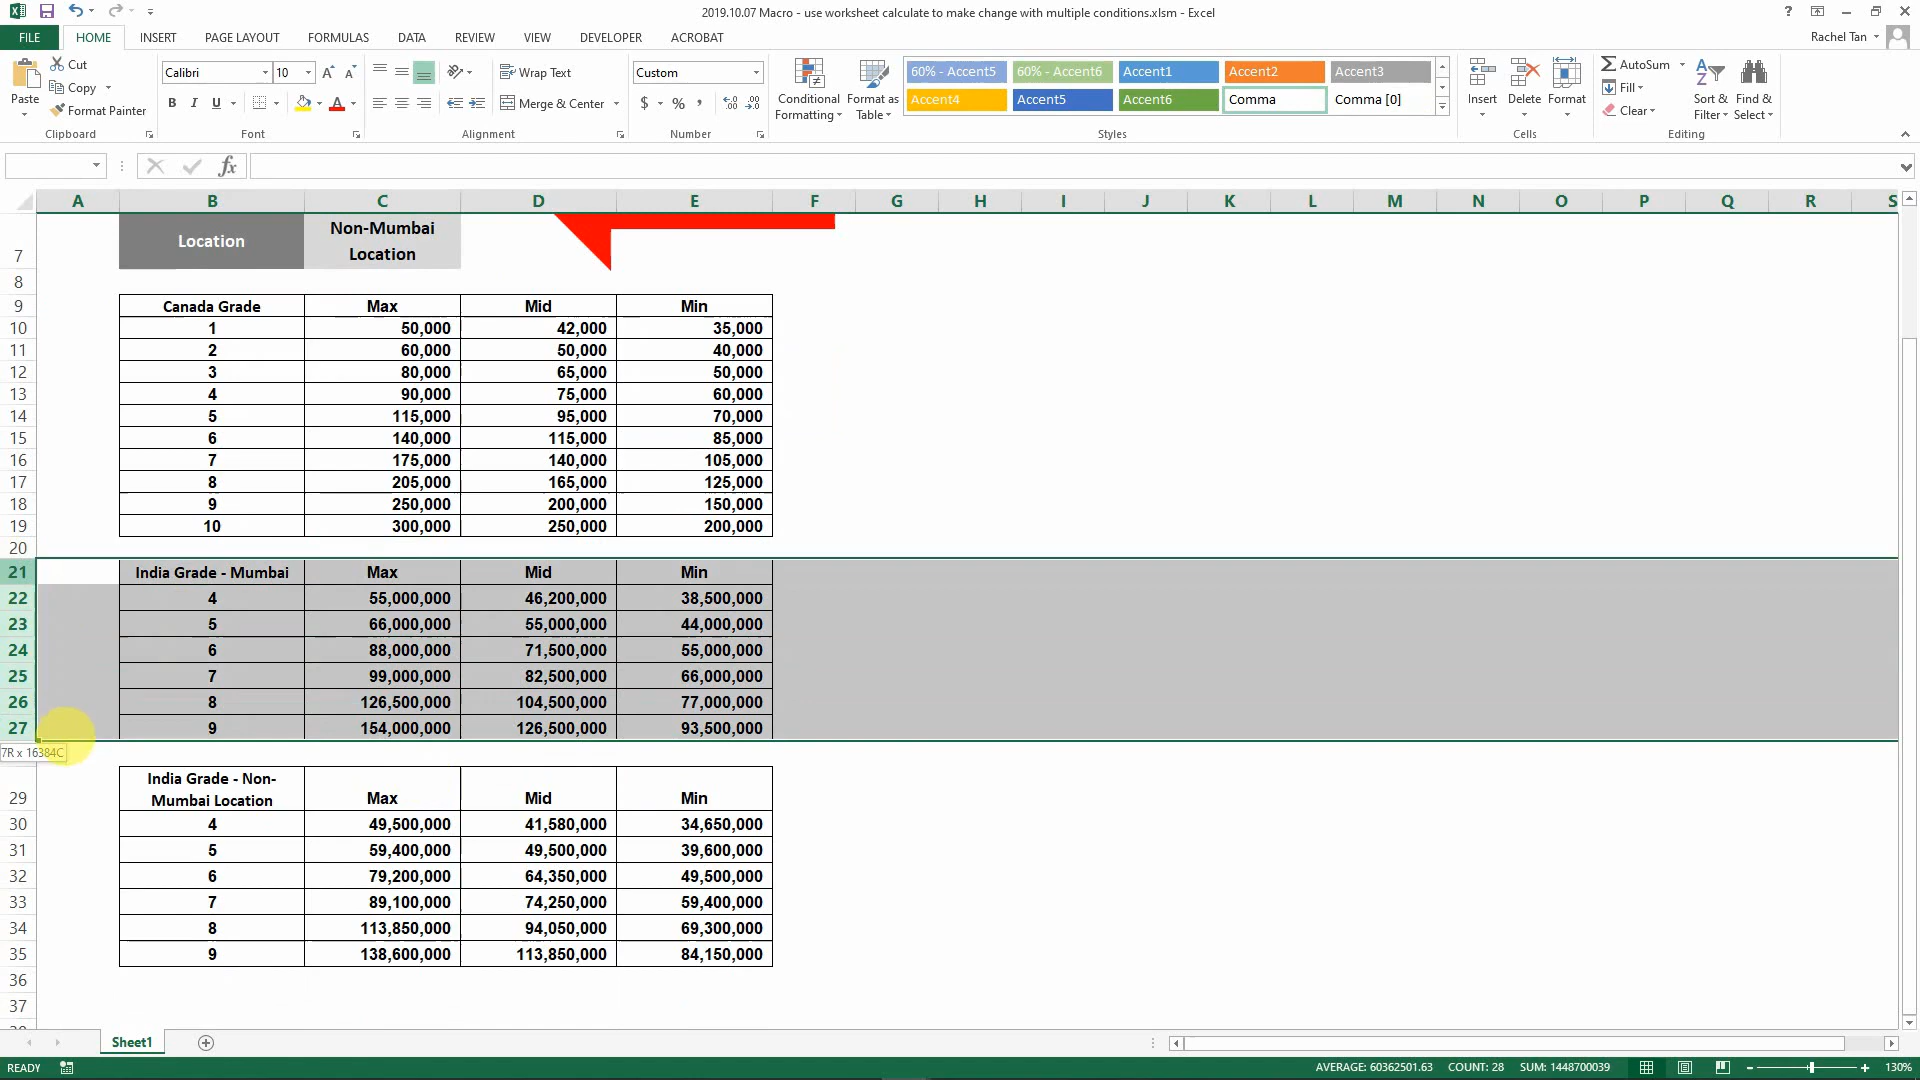 2019.10.07 Macro - use worksheet calculate to make change with multiple conditions.xlsm - Excel
FILE HOME INSERT PAGE LAYOUT FORMULAS DATA REVIEW VIEW DEVELOPER ACROBAT Rachel Tan
Paste Cut Copy Format Painter Clipboard
Calibri 10 B I U A Font
Wrap Text Merge & Center Alignment
Custom $ % Number
Conditional Formatting Format as Table
60% - Accent5 60% - Accent6 Accent1 Accent2 Accent3
Accent4 Accent5 Accent6 Comma Comma [0]
Styles
Insert Delete Format Cells
AutoSum Fill Clear Sort & Filter Find & Select Editing
fx
A B C D E F G H I J K L M N O P Q R S
7 Location Non-Mumbai Location
8
9 Canada Grade Max Mid Min
10 1 50,000 42,000 35,000
11 2 60,000 50,000 40,000
12 3 80,000 65,000 50,000
13 4 90,000 75,000 60,000
14 5 115,000 95,000 70,000
15 6 140,000 115,000 85,000
16 7 175,000 140,000 105,000
17 8 205,000 165,000 125,000
18 9 250,000 200,000 150,000
19 10 300,000 250,000 200,000
20
21 India Grade - Mumbai Max Mid Min
22 4 55,000,000 46,200,000 38,500,000
23 5 66,000,000 55,000,000 44,000,000
24 6 88,000,000 71,500,000 55,000,000
25 7 99,000,000 82,500,000 66,000,000
26 8 126,500,000 104,500,000 77,000,000
27 9 154,000,000 126,500,000 93,500,000
7R x 16384C
29 India Grade - Non-Mumbai Location Max Mid Min
30 4 49,500,000 41,580,000 34,650,000
31 5 59,400,000 49,500,000 39,600,000
32 6 79,200,000 64,350,000 49,500,000
33 7 89,100,000 74,250,000 59,400,000
34 8 113,850,000 94,050,000 69,300,000
35 9 138,600,000 113,850,000 84,150,000
36
37
Sheet1
READY AVERAGE: 60362501.63 COUNT: 28 SUM: 1448700039 130%